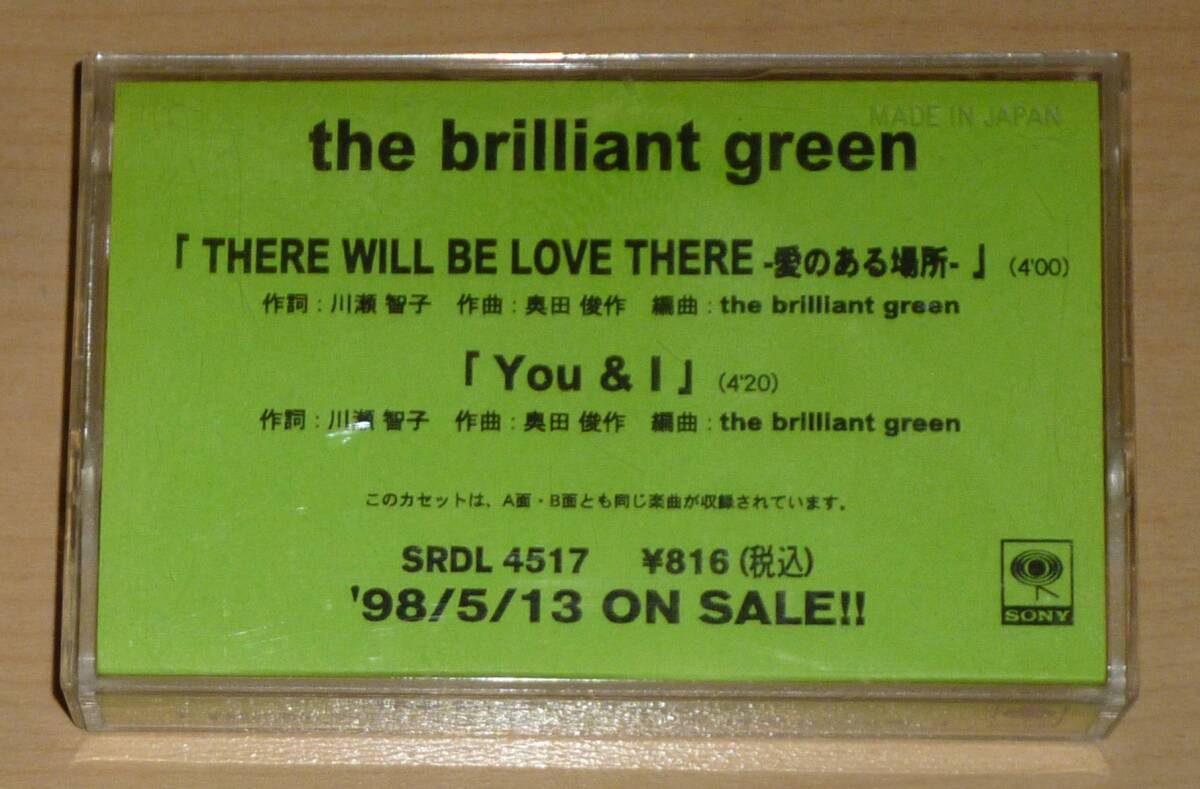 MADE IN JAPAN
the brilliant green
「THERE WILL BE LOVE THERE -愛のある場所-」(4'00)
作詞:川瀬 智子 作曲:奥田 俊作 編曲:the brilliant green
「You & I」(4'20)
作詞:川瀬 智子 作曲:奥田 俊作 編曲:the brilliant green
このカセットは、A面・B面とも同じ楽曲が収録されています。
SRDL 4517 ¥816(税込)
'98/5/13 ON SALE!!
SONY